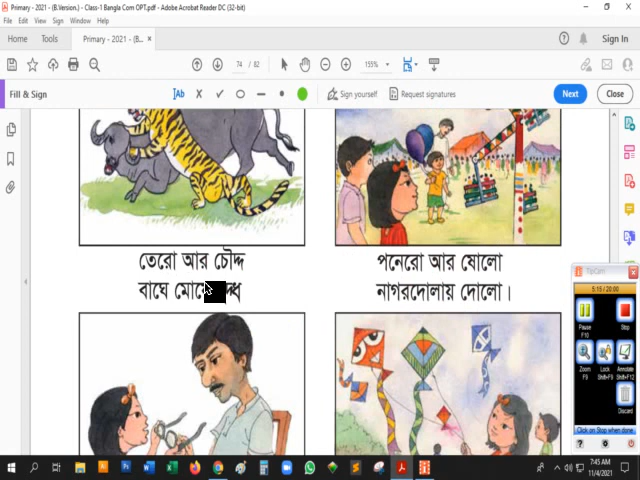 Primary - 2021 - (B.Version.) - Class-1 Bangla Com OPT.pdf - Adobe Acrobat Reader DC (32-bit)
File Edit View Sign Window Help
Home Tools Primary - 2021 - (B... × Sign In
74 / 82 155%
Fill & Sign Ab Sign yourself Request signatures Next Close
তেরো আর চৌদ্দ
বাঘে
পনেরো আর ষোলো
নাগরদোলায় দোলো।
TipCam
5:15 / 20:00
Pause F10
Stop
Zoom F9
Lock Shift+F9
Annotate Shift+F12
Discard
Click on Stop when done.
7:45 AM
11/4/2021